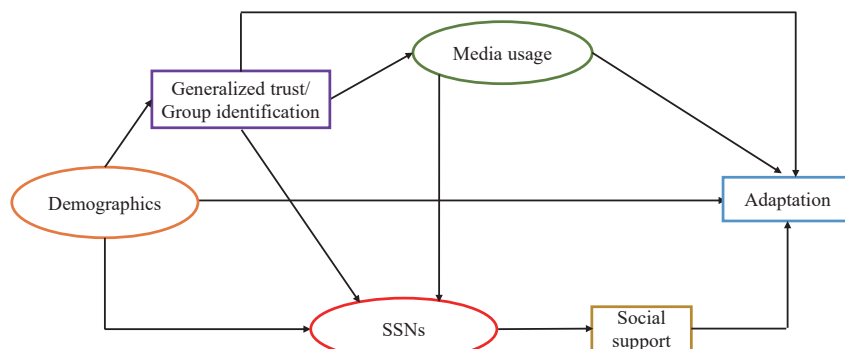 Media usage
Generalized trust/
Group identification
Demographics
Adaptation
SSNs
Social
support